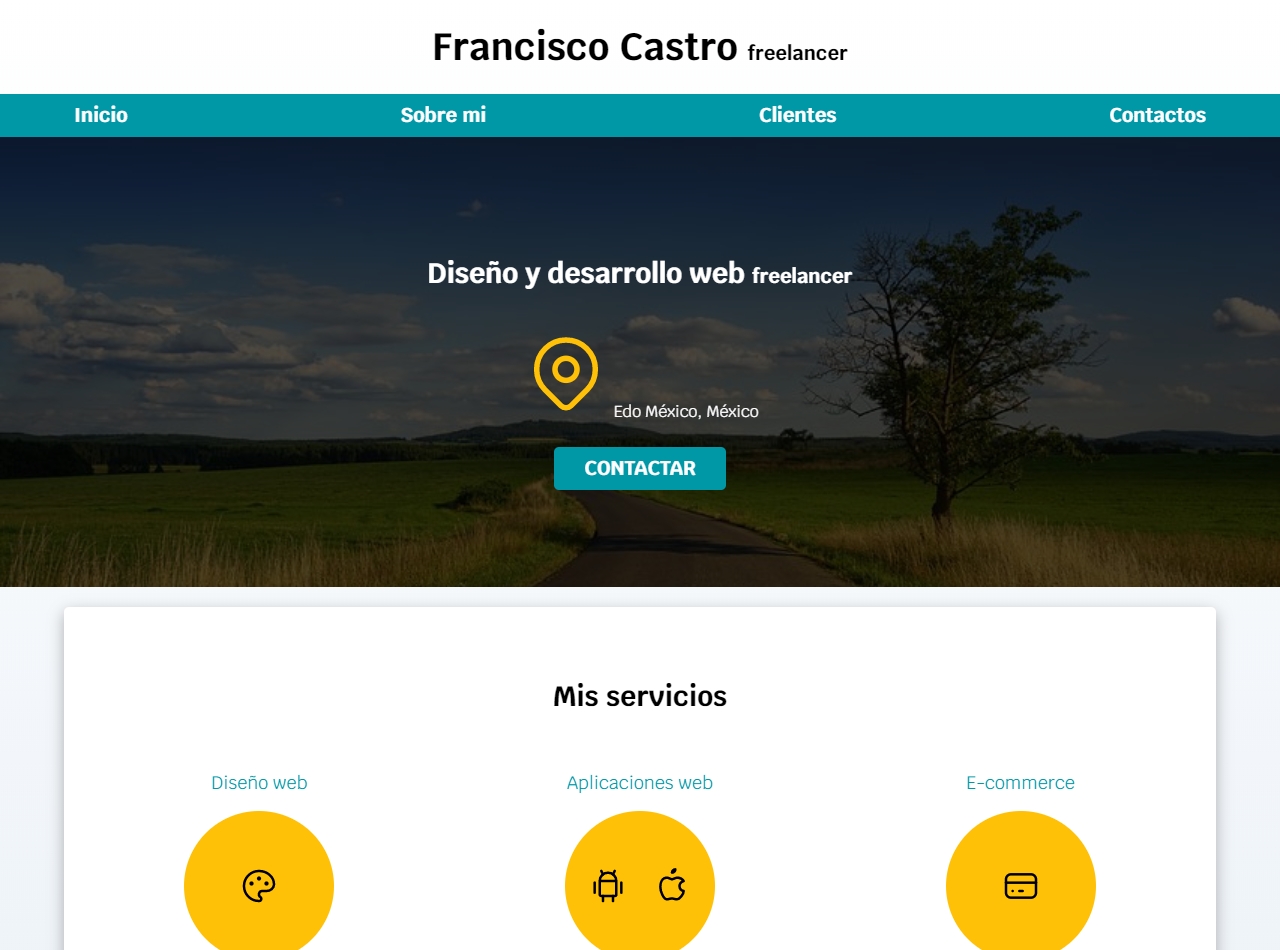 Francisco Castro freelancer
Inicio Sobre mi Clientes Contactos
Diseño y desarrollo web freelancer
Edo México, México
CONTACTAR
Mis servicios
Diseño web Aplicaciones web E-commerce